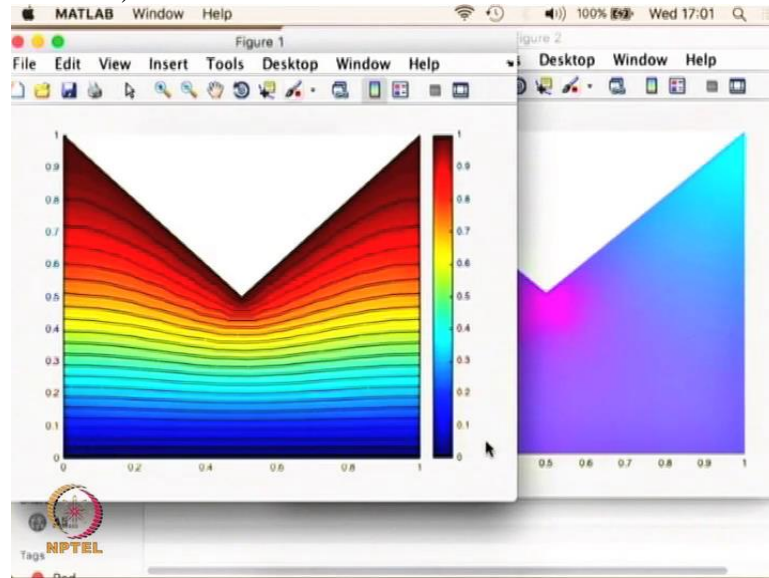 MATLAB Window Help 100% Wed 17:01
Figure 1
igure 2
File Edit View Insert Tools Desktop Window Help
Desktop Window Help
1
0.9
0.8
0.7
0.6
0.5
0.4
0.3
0.2
0.1
0
0 0.2 0.4 0.6 0.8 1
1
0.9
0.8
0.7
0.6
0.5
0.4
0.3
0.2
0.1
0
0.5 0.6 0.7 0.8 0.9 1
NPTEL
Tags
Red